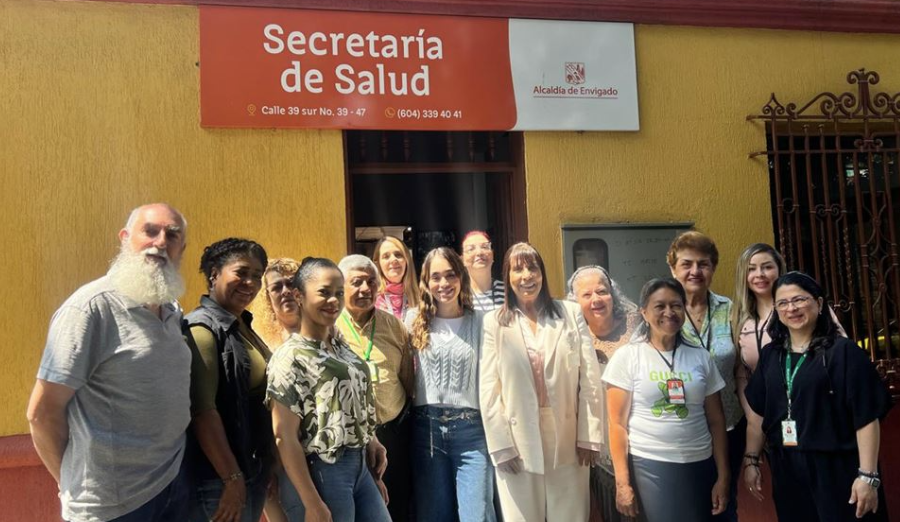 Secretaría
de Salud
Calle 39 sur No. 39 - 47
(604) 339 40 41
Alcaldía de Envigado
GUCCI